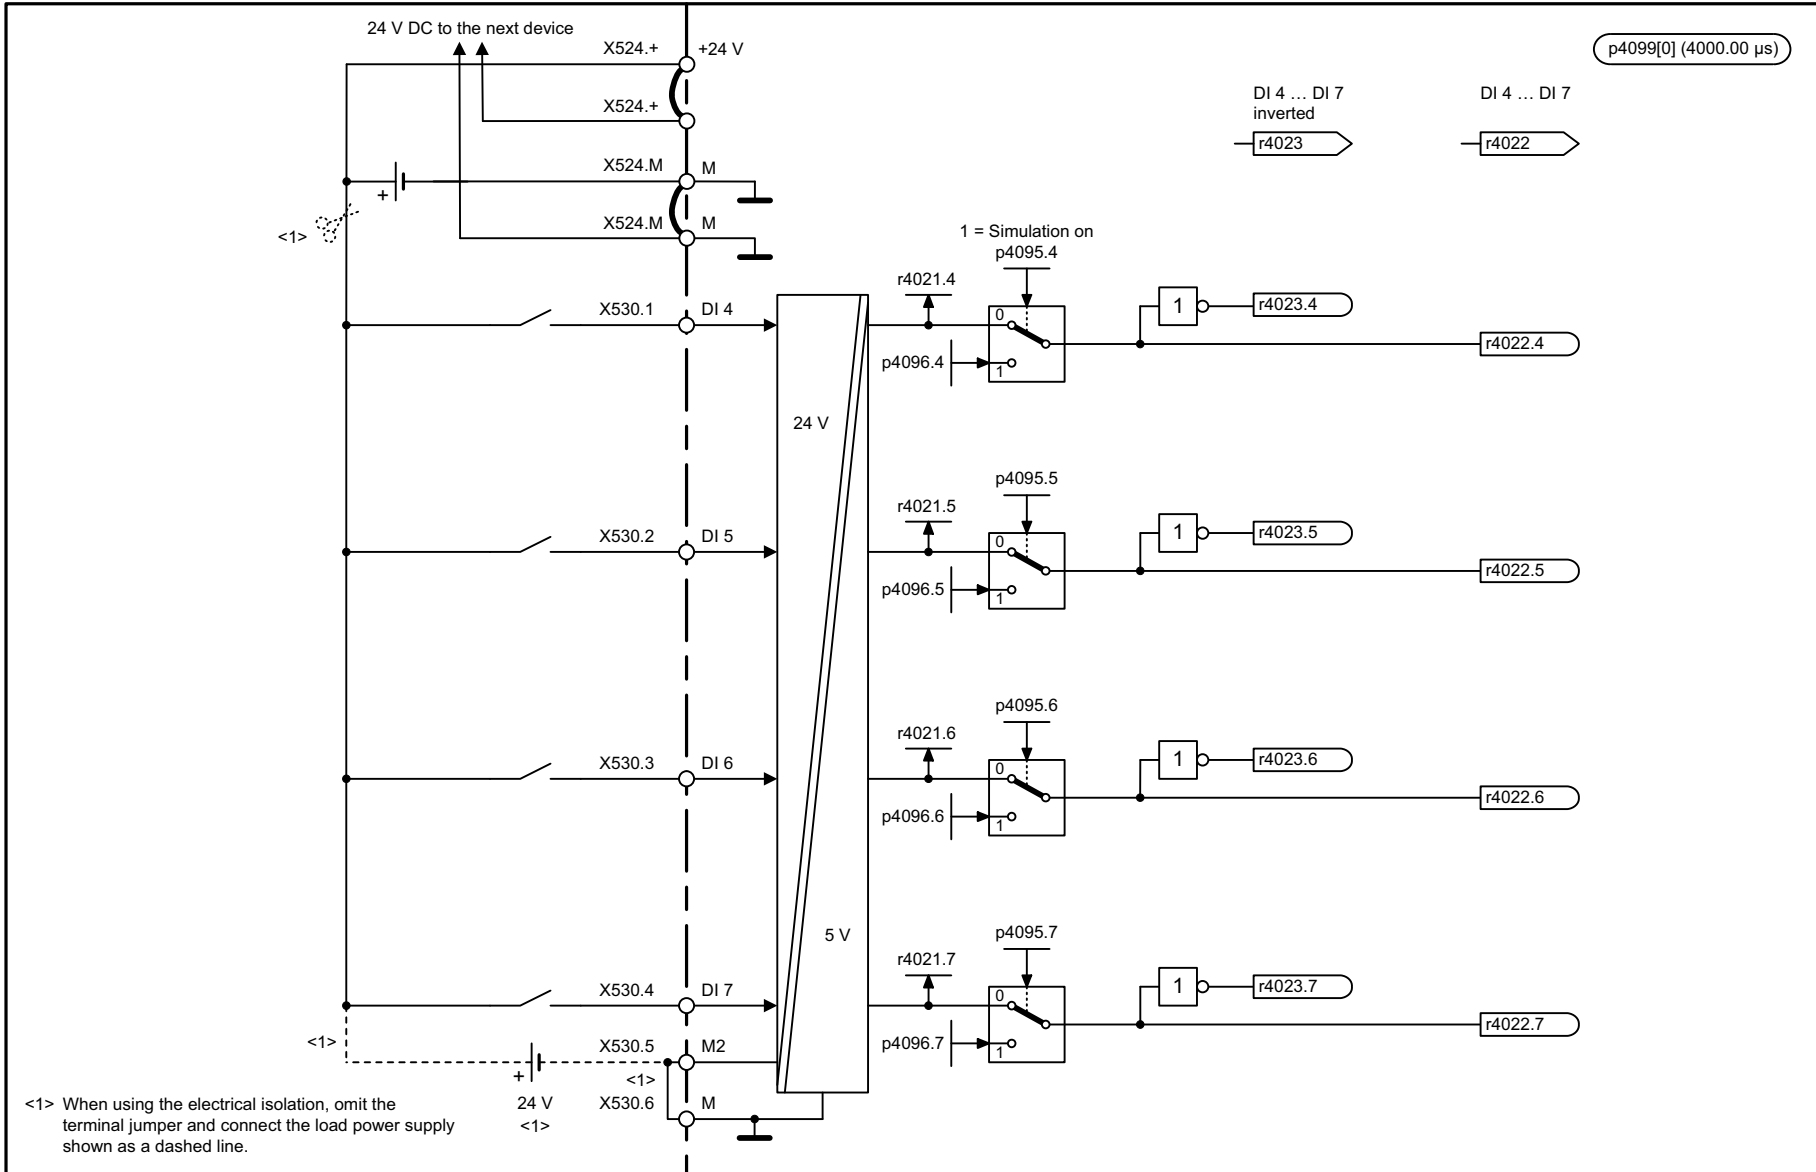 24 V DC to the next device
X524.+
+24 V
p4099[0] (4000.00 µs)
X524.+
DI 4 … DI 7
inverted
DI 4 … DI 7
r4023
r4022
X524.M
M
+
X524.M
M
<1>
1 = Simulation on
p4095.4
r4021.4
X530.1
DI 4
0
1
r4023.4
r4022.4
p4096.4
1
24 V
p4095.5
r4021.5
X530.2
DI 5
0
1
r4023.5
r4022.5
p4096.5
1
p4095.6
r4021.6
X530.3
DI 6
0
1
r4023.6
r4022.6
p4096.6
1
5 V
p4095.7
r4021.7
X530.4
DI 7
0
1
r4023.7
r4022.7
p4096.7
1
<1>
X530.5
M2
+
<1>
24 V
<1>
X530.6
M
<1> When using the electrical isolation, omit the
terminal jumper and connect the load power supply
shown as a dashed line.